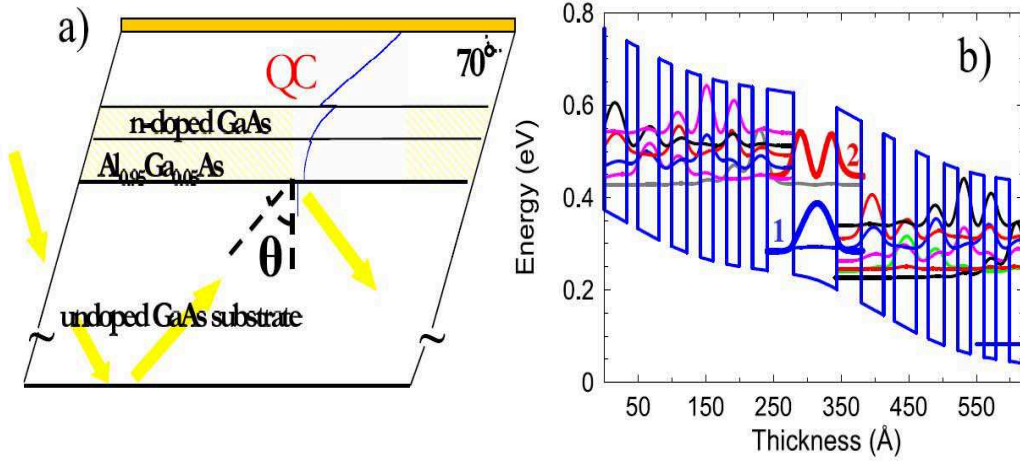 a)
70°
QC
n-doped GaAs
Al0.95Ga0.05As
θ
undoped GaAs substrate
~ ~
b)
Energy (eV)
0.8
0.6
0.4
0.2
0
1
2
50 150 250 350 450 550
Thickness (Å)